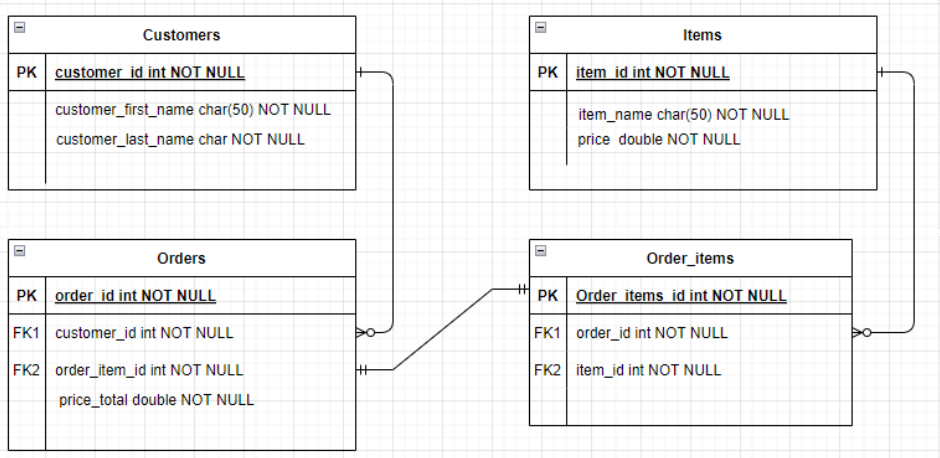 Customers
PK customer_id int NOT NULL
customer_first_name char(50) NOT NULL
customer_last_name char NOT NULL
Items
PK item_id int NOT NULL
item_name char(50) NOT NULL
price double NOT NULL
Orders
PK order_id int NOT NULL
FK1 customer_id int NOT NULL
FK2 order_item_id int NOT NULL
price_total double NOT NULL
Order_items
PK Order_items_id int NOT NULL
FK1 order_id int NOT NULL
FK2 item_id int NOT NULL